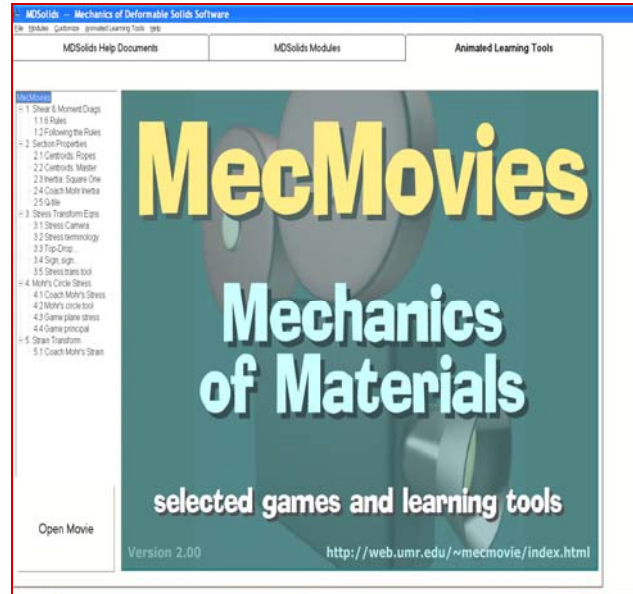 MDSolids -- Mechanics of Deformable Solids Software
File Modules Customize Animated Learning Tools Help
MDSolids Help Documents MDSolids Modules Animated Learning Tools
MecMovies
1. Shear & Moment Diags
1.1 6 Rules
1.2 Following the Rules
2. Section Properties
2.1 Centroids: Ropes
2.2 Centroids: Master
2.3 Inertia: Square One
2.4 Coach Mohr Inertia
2.5 Q-tile
3. Stress Transform Eqns
3.1 Stress Camera
3.2 Stress terminology
3.3 Top-Drop...
3.4 Sign, sign...
3.5 Stress trans tool
4. Mohr's Circle Stress
4.1 Coach Mohr's Stress
4.2 Mohr's circle tool
4.3 Game plane stress
4.4 Game principal
5. Strain Transform
5.1 Coach Mohr's Strain
Open Movie
MecMovies
Mechanics
of Materials
selected games and learning tools
Version 2.00 http://web.umr.edu/~mecmovie/index.html